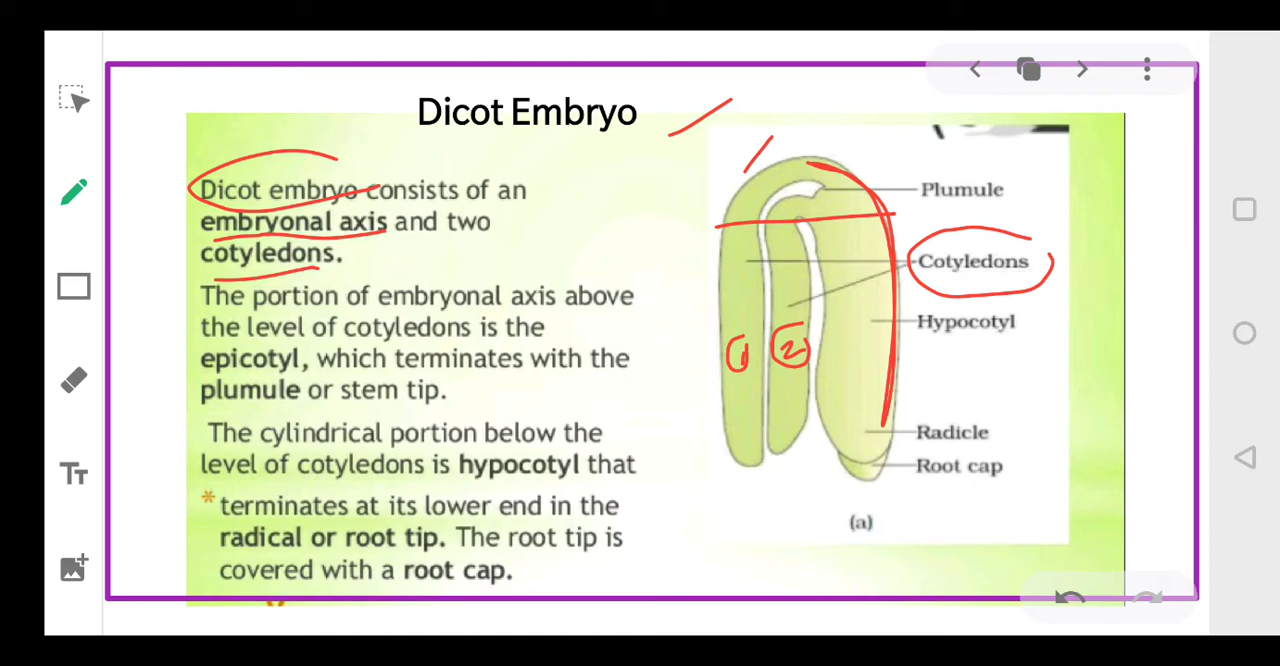 Dicot Embryo
Dicot embryo consists of an
embryonal axis and two
cotyledons.
The portion of embryonal axis above
the level of cotyledons is the
epicotyl, which terminates with the
plumule or stem tip.
The cylindrical portion below the
level of cotyledons is hypocotyl that
* terminates at its lower end in the
radical or root tip. The root tip is
covered with a root cap.
Plumule
Cotyledons
Hypocotyl
1 2
Radicle
Root cap
(a)
Tт